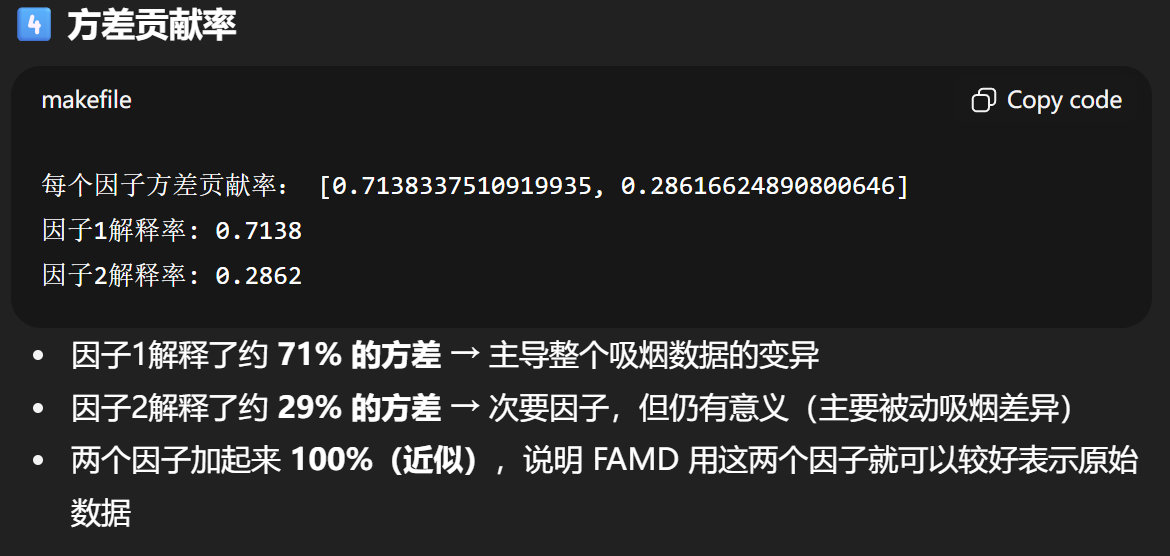 4 方差贡献率
makefile Copy code
每个因子方差贡献率： [0.7138337510919935, 0.28616624890800646]
因子1解释率: 0.7138
因子2解释率: 0.2862
• 因子1解释了约 71% 的方差 → 主导整个吸烟数据的变异
• 因子2解释了约 29% 的方差 → 次要因子，但仍有意义（主要被动吸烟差异）
• 两个因子加起来 100%（近似），说明 FAMD 用这两个因子就可以较好表示原始
数据